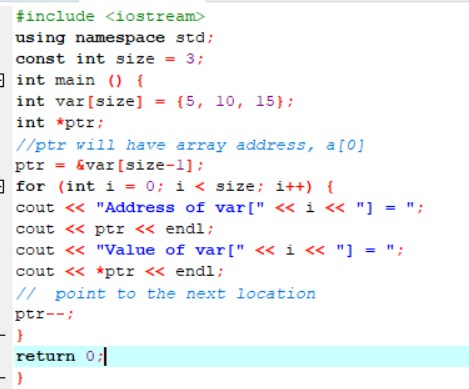 #include <iostream>
using namespace std;
const int size = 3;
int main () {
int var[size] = {5, 10, 15};
int *ptr;
//ptr will have array address, a[0]
ptr = &var[size-1];
for (int i = 0; i < size; i++) {
cout << "Address of var[" << i << "] = ";
cout << ptr << endl;
cout << "Value of var[" << i << "] = ";
cout << *ptr << endl;
//  point to the next location
ptr--;
}
return 0;
}